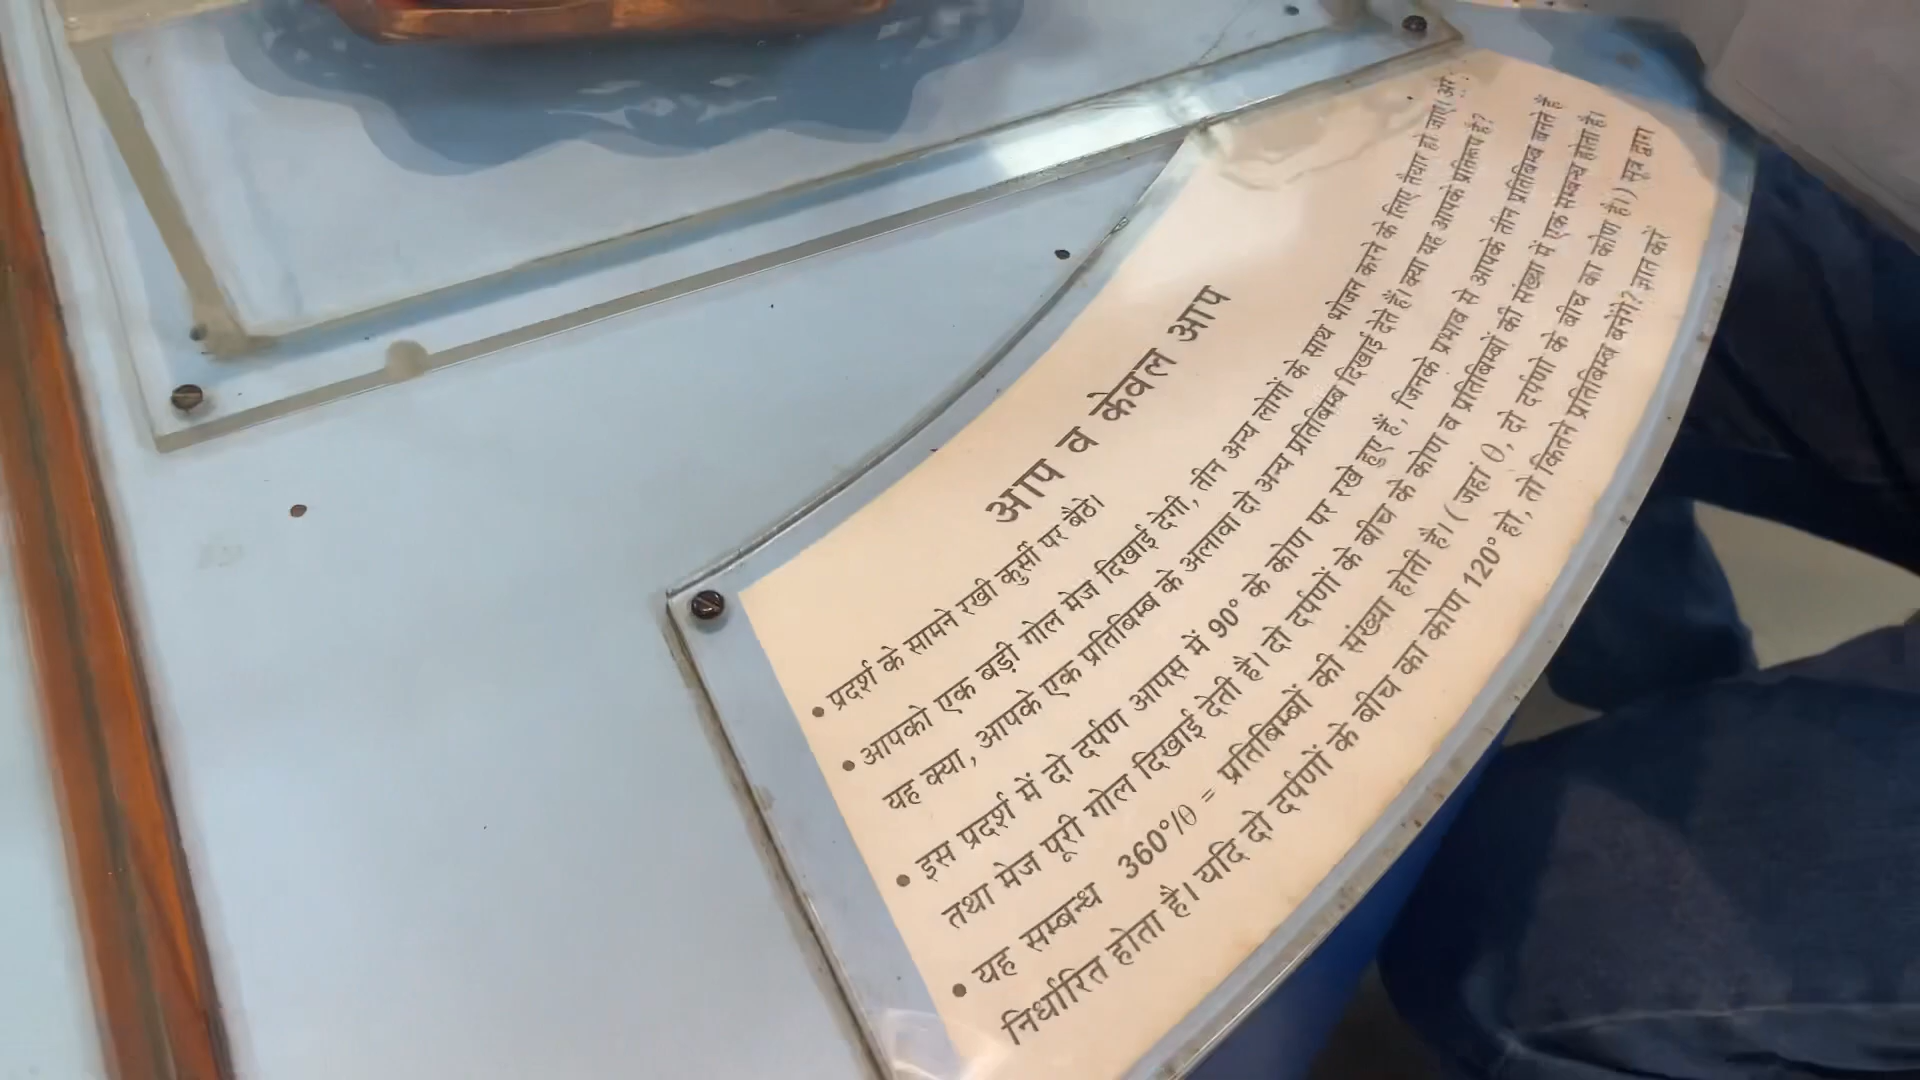 आप व केवल आप
• प्रदर्श के सामने रखी कुर्सी पर बैठे।
• आपको एक बड़ी गोल मेज दिखाई देगी, तीन अन्य लोगों के साथ भोजन करने के लिए तैयार हो जाए। अरे
यह क्या, आपके एक प्रतिबिम्ब के अलावा दो अन्य प्रतिबिम्ब दिखाई देते हैं। क्या यह आपके प्रतिरूप है?
• इस प्रदर्श में दो दर्पण आपस में 90° के कोण पर रखे हुए हैं, जिनके प्रभाव से आपके तीन प्रतिबिम्ब बनते हैं
तथा मेज पूरी गोल दिखाई देती है। दो दर्पणों के बीच के कोण व प्रतिबिम्बों की संख्या में एक सम्बन्ध होता है।
• यह सम्बन्ध 360°/θ = प्रतिबिम्बों की संख्या होती है। ( जहां θ, दो दर्पणो के बीच का कोण है।) सूत्र द्वारा
निर्धारित होता है। यदि दो दर्पणों के बीच का कोण 120° हो, तो कितने प्रतिबिम्ब बनेंगे? ज्ञात करें